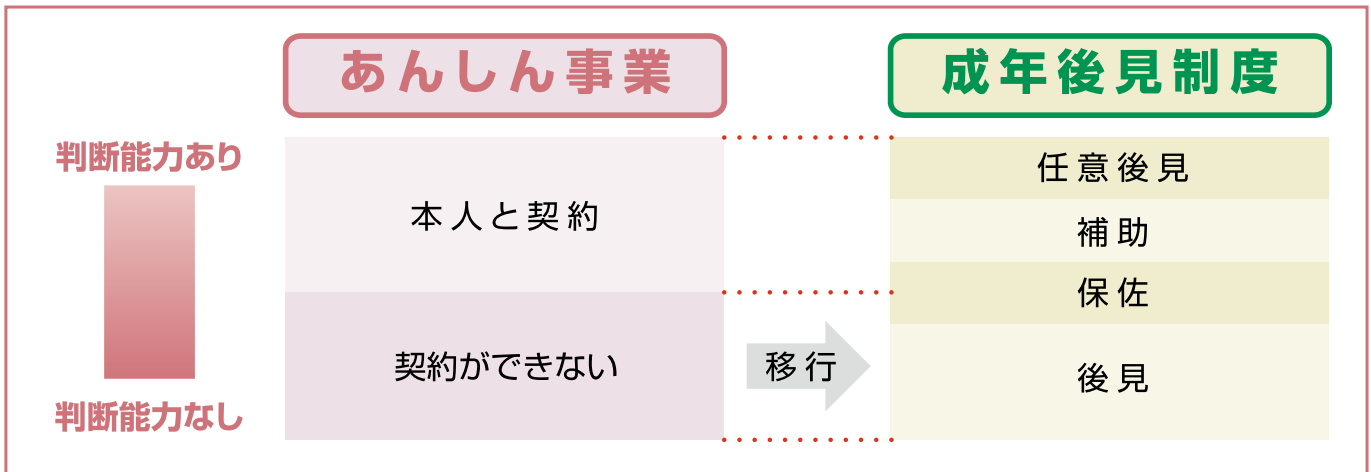 あんしん事業
成年後見制度
判断能力あり
判断能力なし
本人と契約
契約ができない
移行
任意後見
補助
保佐
後見